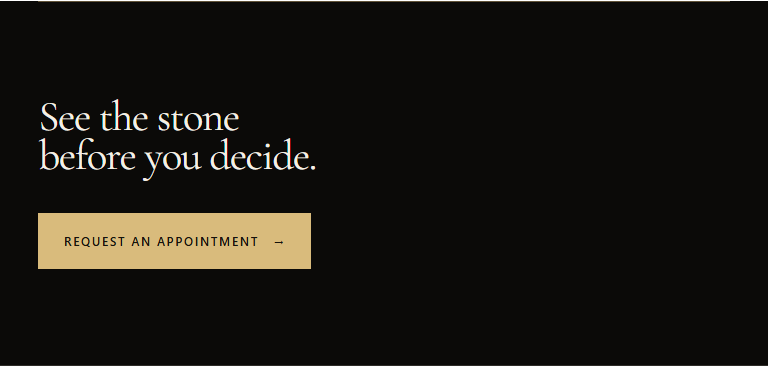 See the stone
before you decide.
REQUEST AN APPOINTMENT →